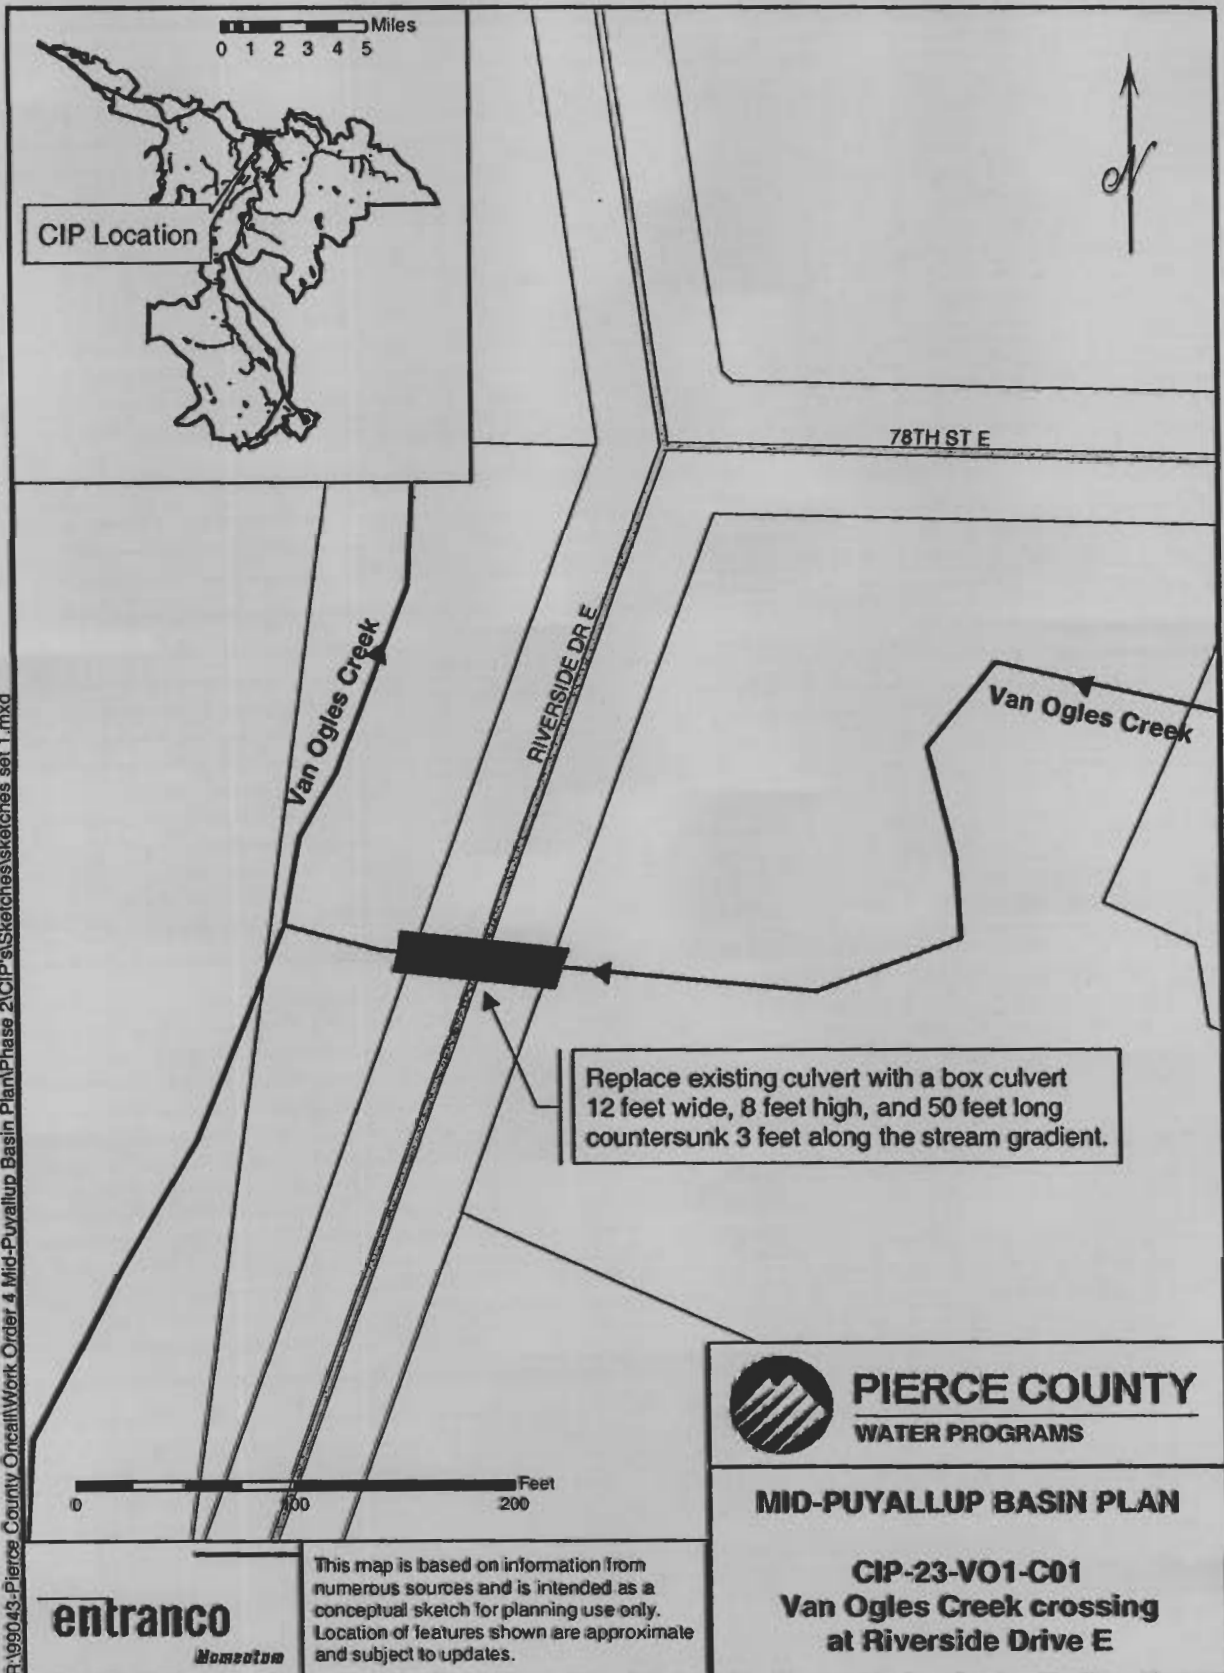 Miles
0 1 2 3 4 5
CIP Location
N
78TH ST E
RIVERSIDE DR E
Van Ogles Creek
Van Ogles Creek
Replace existing culvert with a box culvert
12 feet wide, 8 feet high, and 50 feet long
countersunk 3 feet along the stream gradient.
R:\99043-Pierce County Oncall\Work Order 4 Mid-Puyallup Basin Plan\Phase 2\CIP's\Sketches\sketches set 1.mxd
Feet
0 100 200
PIERCE COUNTY
WATER PROGRAMS
MID-PUYALLUP BASIN PLAN
CIP-23-VO1-C01
Van Ogles Creek crossing
at Riverside Drive E
entranco
Momentum
This map is based on information from
numerous sources and is intended as a
conceptual sketch for planning use only.
Location of features shown are approximate
and subject to updates.